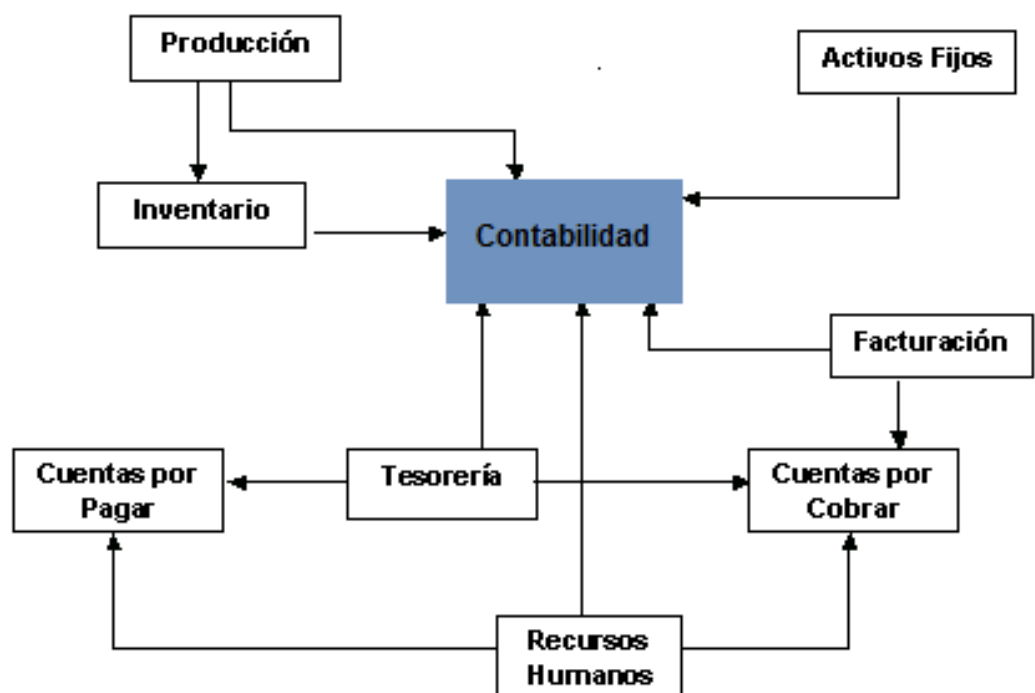 Producción
Activos Fijos
Inventario
Contabilidad
Facturación
Cuentas por
Pagar
Tesorería
Cuentas por
Cobrar
Recursos
Humanos